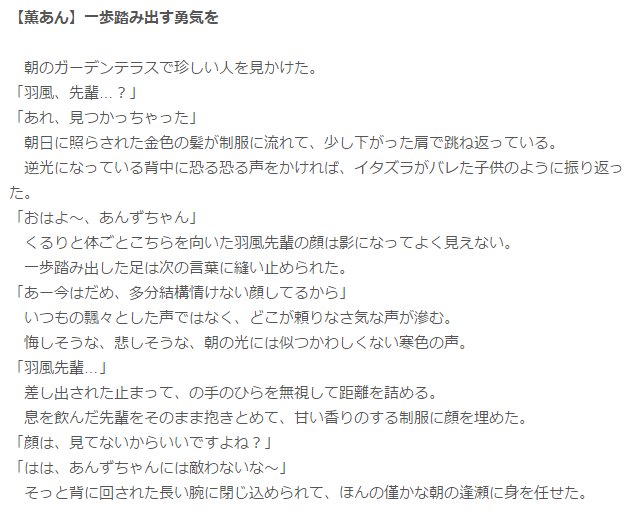 【薫あん】一歩踏み出す勇気を
朝のガーデンテラスで珍しい人を見かけた。
「羽風、先輩…？」
「あれ、見つかっちゃった」
朝日に照らされた金色の髪が制服に流れて、少し下がった肩で跳ね返っている。
逆光になっている背中に恐る恐る声をかければ、イタズラがバレた子供のように振り返っ
た。
「おはよ～、あんずちゃん」
くるりと体ごとこちらを向いた羽風先輩の顔は影になってよく見えない。
一歩踏み出した足は次の言葉に縫い止められた。
「あー今はだめ、多分結構情けない顔してるから」
いつもの飄々とした声ではなく、どこが頼りなさ気な声が滲む。
悔しそうな、悲しそうな、朝の光には似つかわしくない寒色の声。
「羽風先輩…」
差し出された止まって、の手のひらを無視して距離を詰める。
息を飲んだ先輩をそのまま抱きとめて、甘い香りのする制服に顔を埋めた。
「顔は、見てないからいいですよね？」
「はは、あんずちゃんには敵わないな～」
そっと背に回された長い腕に閉じ込められて、ほんの僅かな朝の逢瀬に身を任せた。